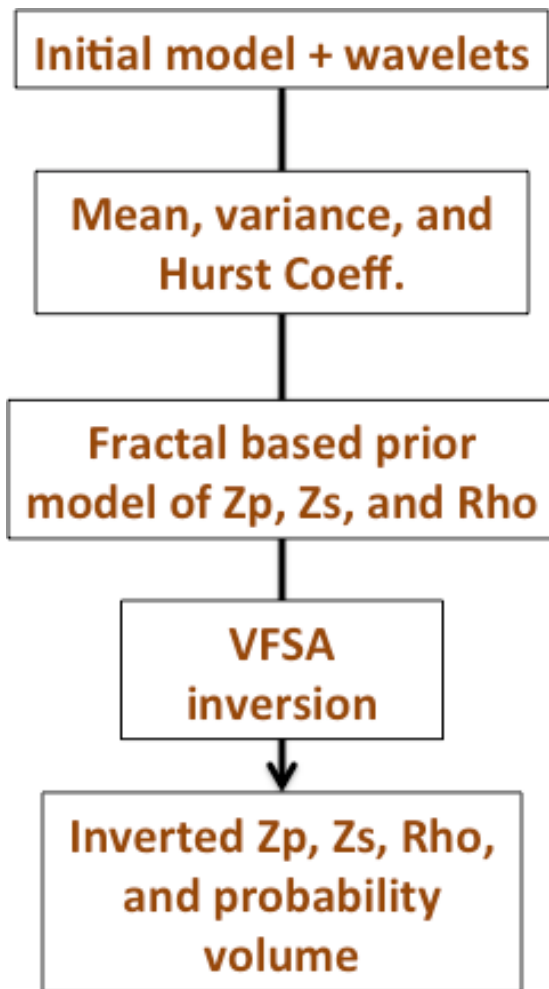 Initial model + wavelets
Mean, variance, and
Hurst Coeff.
Fractal based prior
model of Zp, Zs, and Rho
VFSA
inversion
Inverted Zp, Zs, Rho,
and probability
volume